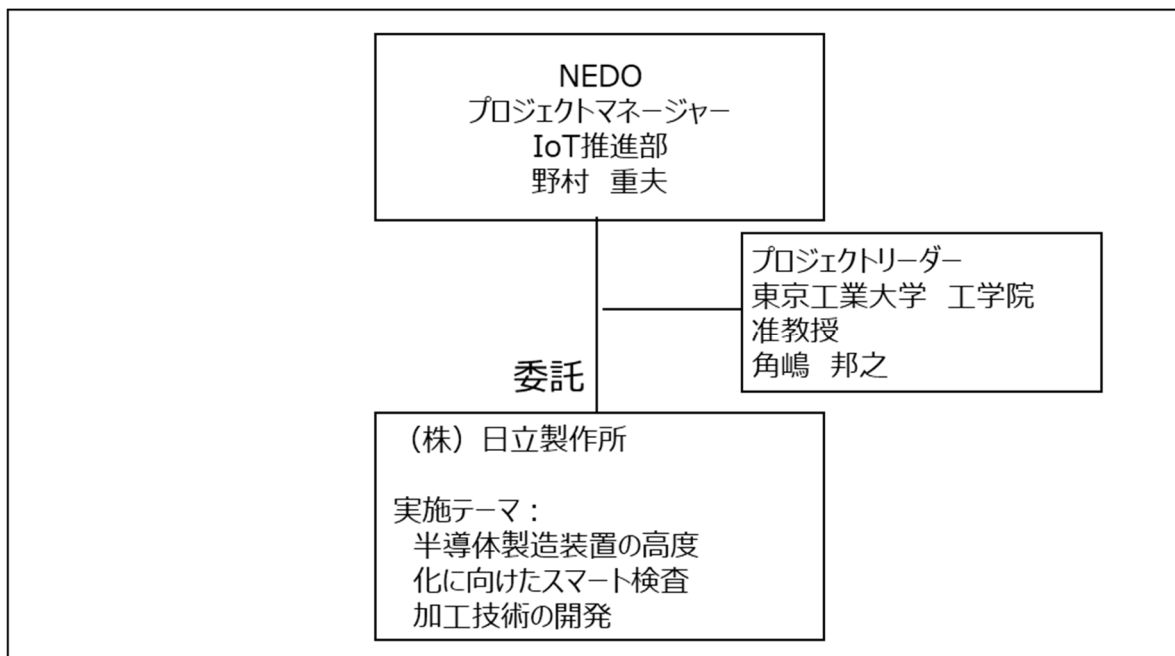 NEDO
プロジェクトマネージャー
IoT推進部
野村　重夫
プロジェクトリーダー
東京工業大学　工学院
准教授
角嶋　邦之
委託
（株）日立製作所
実施テーマ：
半導体製造装置の高度
化に向けたスマート検査
加工技術の開発